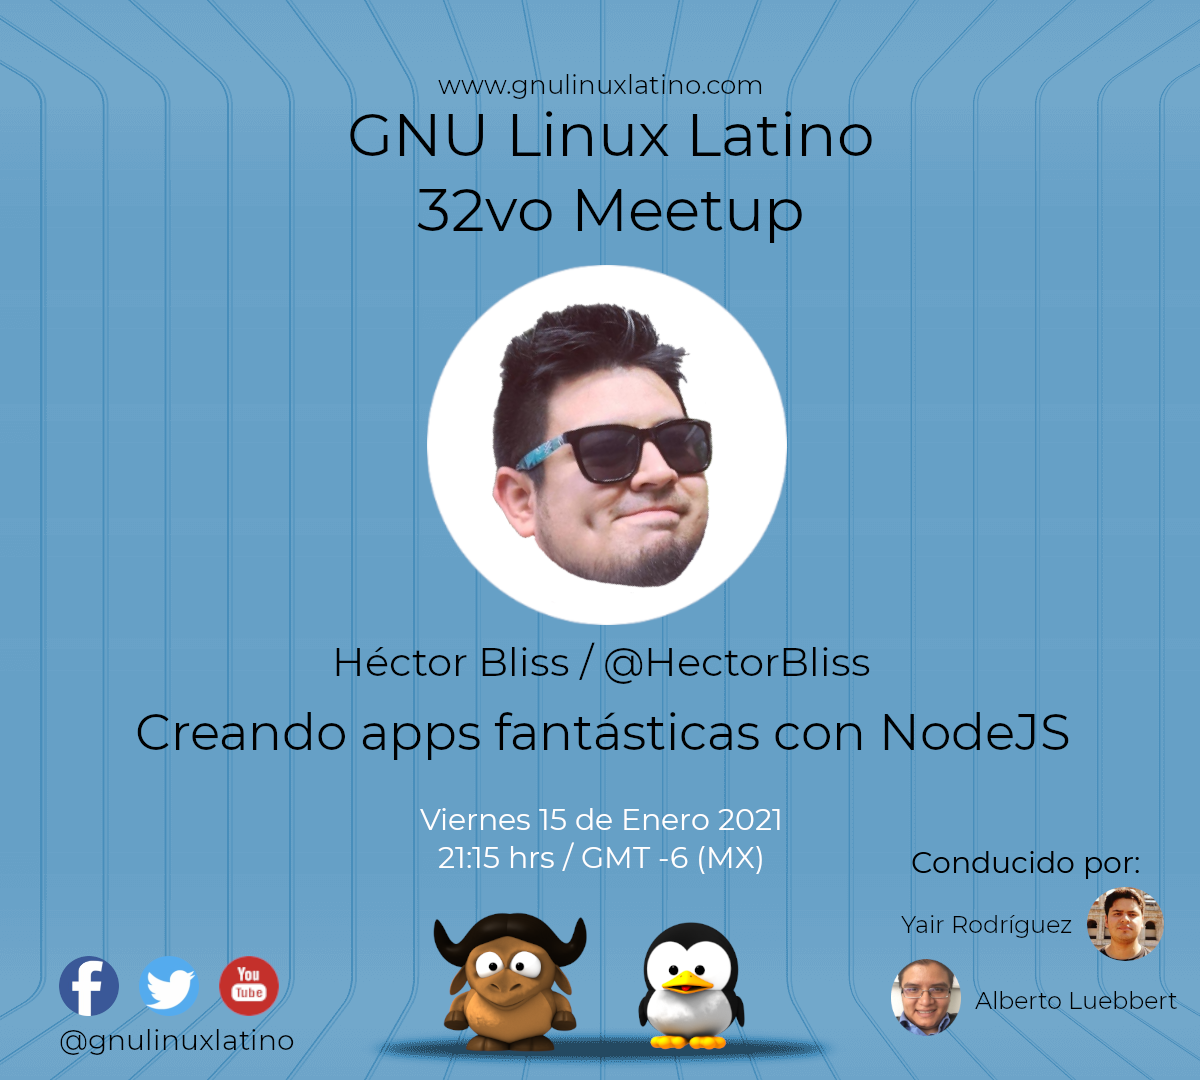 www.gnulinuxlatino.com
GNU Linux Latino
32vo Meetup
Héctor Bliss / @HectorBliss
Creando apps fantásticas con NodeJS
Viernes 15 de Enero 2021
21:15 hrs / GMT -6 (MX)
Conducido por:
Yair Rodríguez
Alberto Luebbert
You
Tube
@gnulinuxlatino